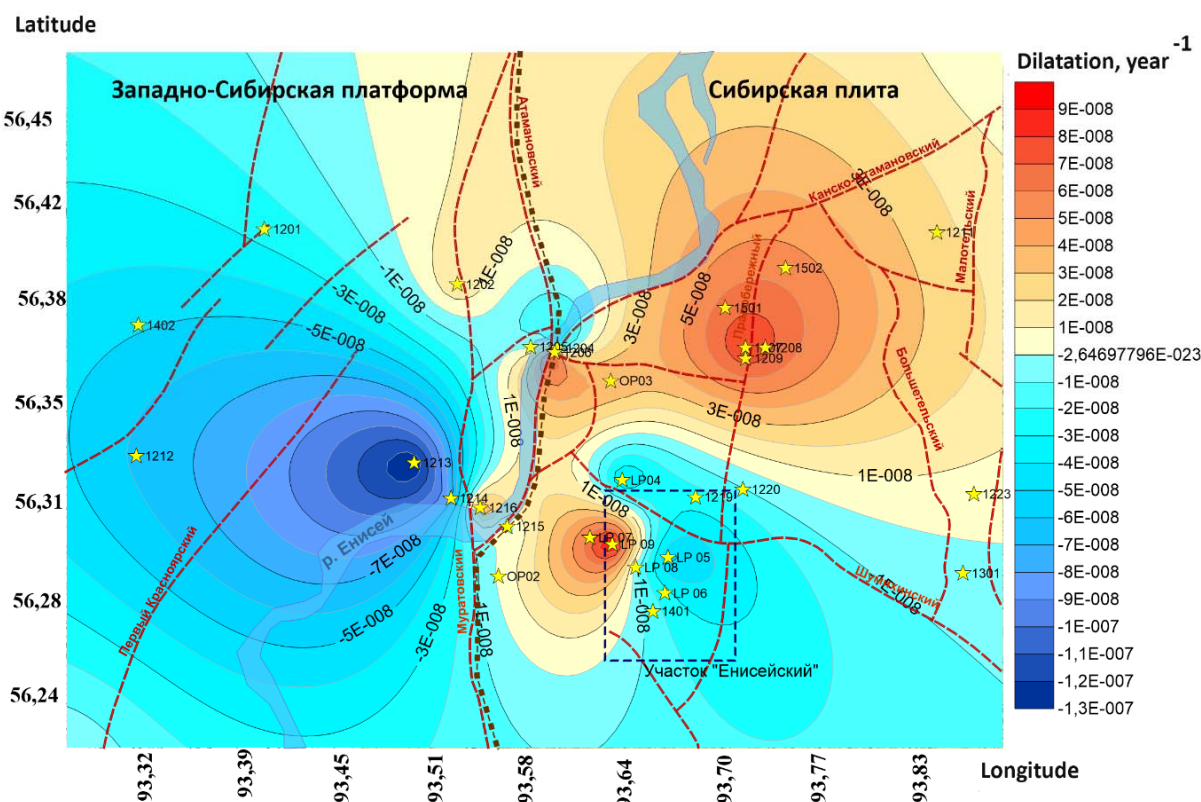 Latitude
-1
Dilatation, year
Западно-Сибирская платформа
Сибирская плита
56,45
56,42
56,38
56,35
56,31
56,28
56,24
9E-008
8E-008
7E-008
6E-008
5E-008
4E-008
3E-008
2E-008
1E-008
-2,64697796E-023
-1E-008
-2E-008
-3E-008
-4E-008
-5E-008
-6E-008
-7E-008
-8E-008
-9E-008
-1E-007
-1,1E-007
-1,2E-007
-1,3E-007
Атамановский
Канско-Атамановский
Малотельский
Правобережный
Большетельский
Шумихинский
Муратовский
Первый Красноярский
р. Енисей
Участок "Енисейский"
1201
1202
1402
1204
1206
1212
1213
1214
1216
1215
OP02
OP03
1502
1501
1208
1209
LP04
1219
1220
1223
1301
LP 07
LP 09
LP 05
LP 08
LP 06
1401
-1E-008
-3E-008
-5E-008
-7E-008
-5E-008
-3E-008
1E-008
3E-008
5E-008
3E-008
1E-008
1E-008
1E-008
93,32
93,39
93,45
93,51
93,58
93,64
93,70
93,77
93,83
Longitude